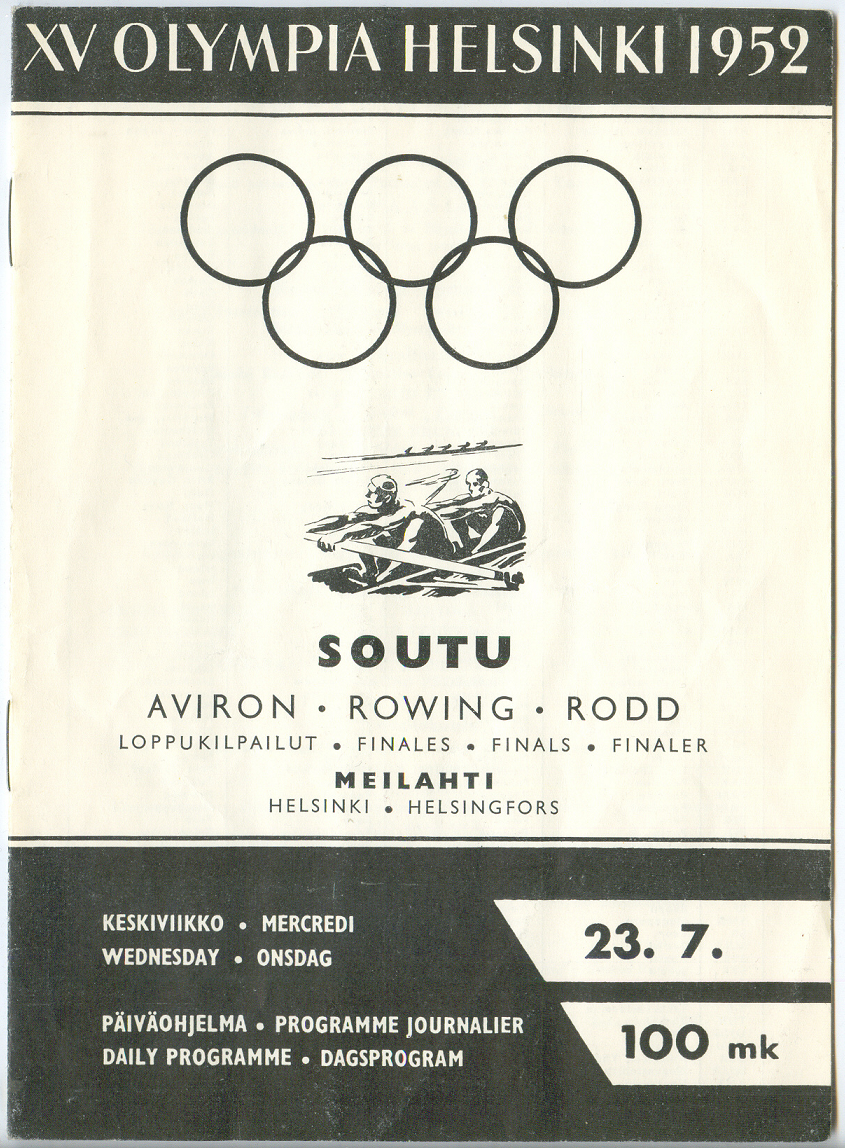 XV OLYMPIA HELSINKI 1952
SOUTU
AVIRON • ROWING • RODD
LOPPUKILPAILUT • FINALES • FINALS • FINALER
MEILAHTI
HELSINKI • HELSINGFORS
KESKIVIIKKO • MERCREDI
WEDNESDAY • ONSDAG
23. 7.
PÄIVÄOHJELMA • PROGRAMME JOURNALIER
DAILY PROGRAMME • DAGSPROGRAM
100 mk